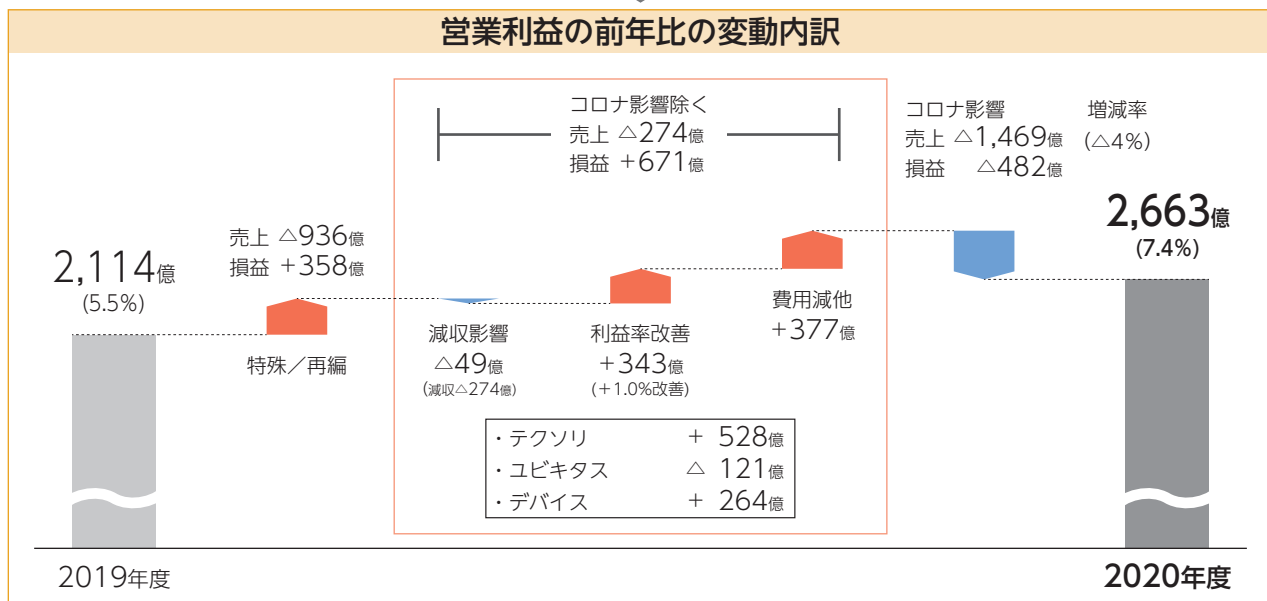 営業利益の前年比の変動内訳
コロナ影響除く
売上 △274億
損益 +671億
コロナ影響
売上 △1,469億
損益 △482億
増減率
(△4%)
2,663億
(7.4%)
売上 △936億
損益 +358億
2,114億
(5.5%)
特殊／再編
減収影響
△49億
(減収△274億)
利益率改善
+343億
(+1.0%改善)
費用減他
+377億
・テクソリ + 528億
・ユビキタス △ 121億
・デバイス + 264億
2019年度
2020年度